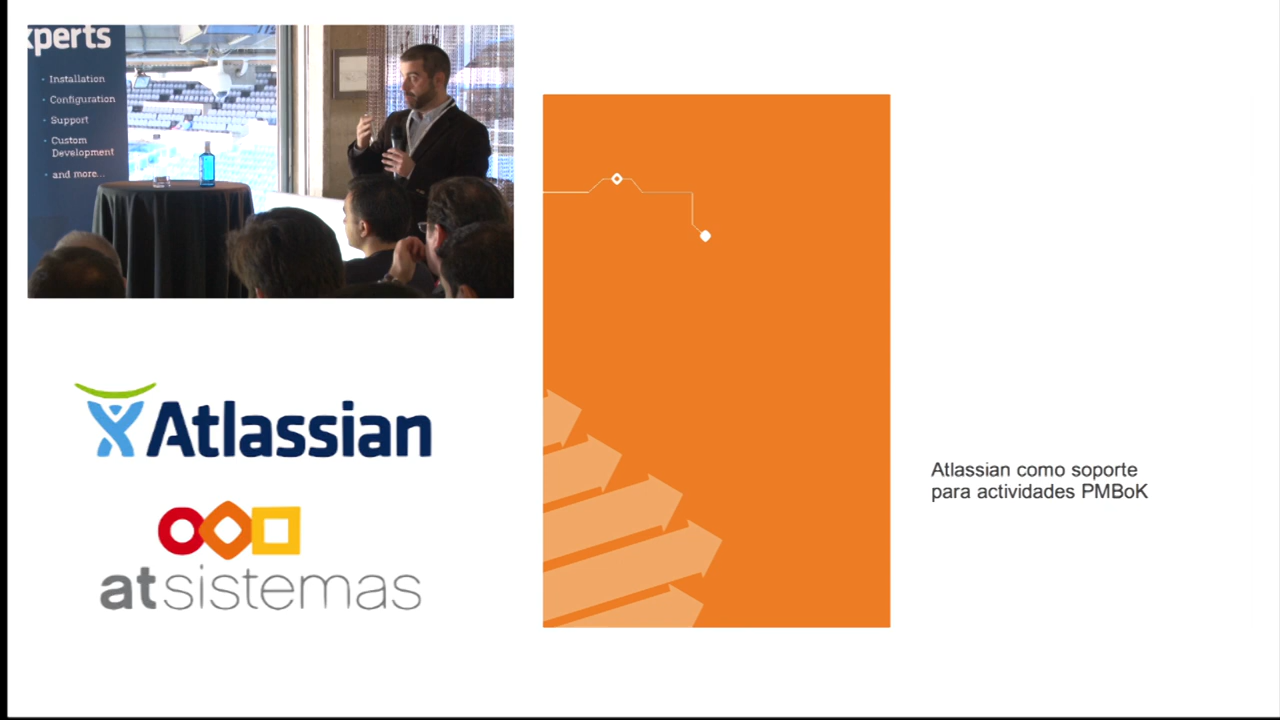 xperts
- Installation
- Configuration
- Support
- Custom
Development
- and more...
Atlassian
atsistemas
Atlassian como soporte
para actividades PMBoK